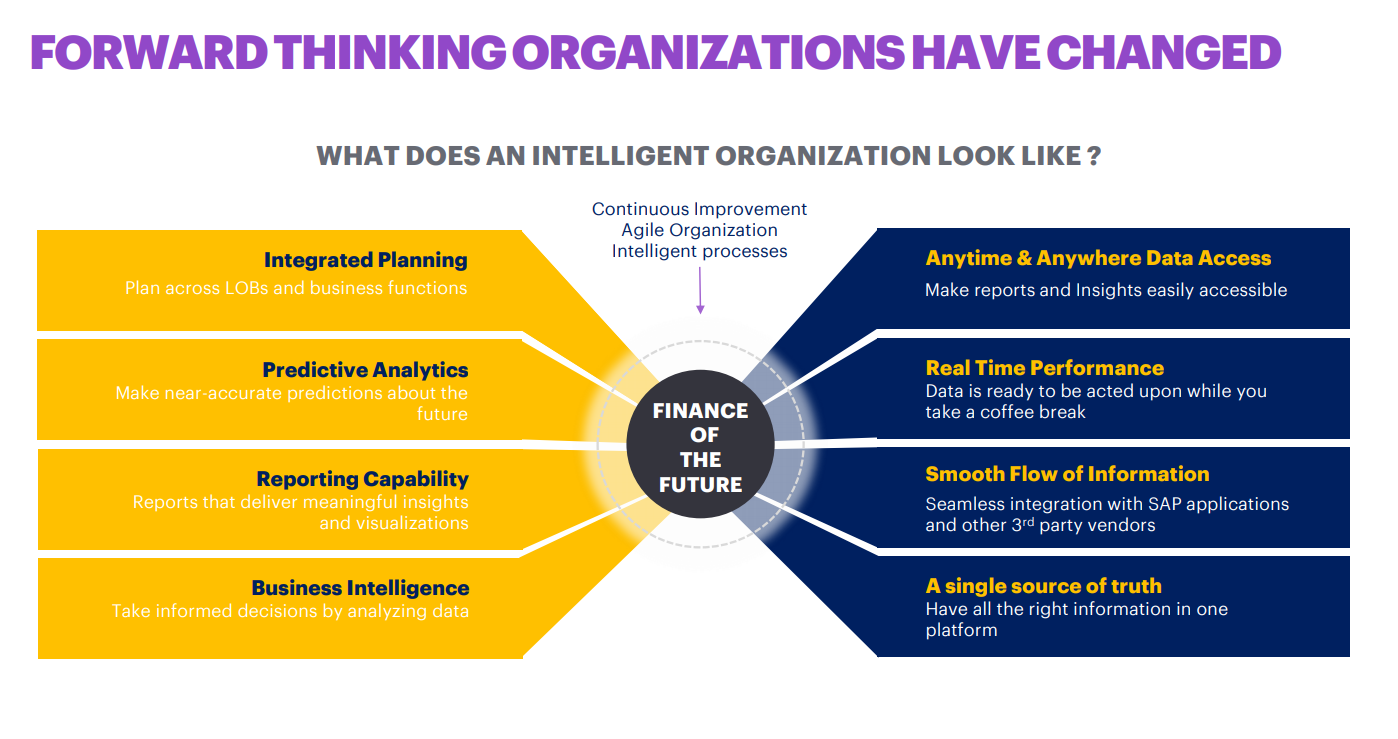 FORWARD THINKING ORGANIZATIONS HAVE CHANGED
WHAT DOES AN INTELLIGENT ORGANIZATION LOOK LIKE ?
Continuous Improvement
Agile Organization
Intelligent processes
Integrated Planning
Plan across LOBs and business functions
Predictive Analytics
Make near-accurate predictions about the
future
Reporting Capability
Reports that deliver meaningful insights
and visualizations
Business Intelligence
Take informed decisions by analyzing data
FINANCE
OF
THE
FUTURE
Anytime & Anywhere Data Access
Make reports and Insights easily accessible
Real Time Performance
Data is ready to be acted upon while you
take a coffee break
Smooth Flow of Information
Seamless integration with SAP applications
and other 3rd party vendors
A single source of truth
Have all the right information in one
platform